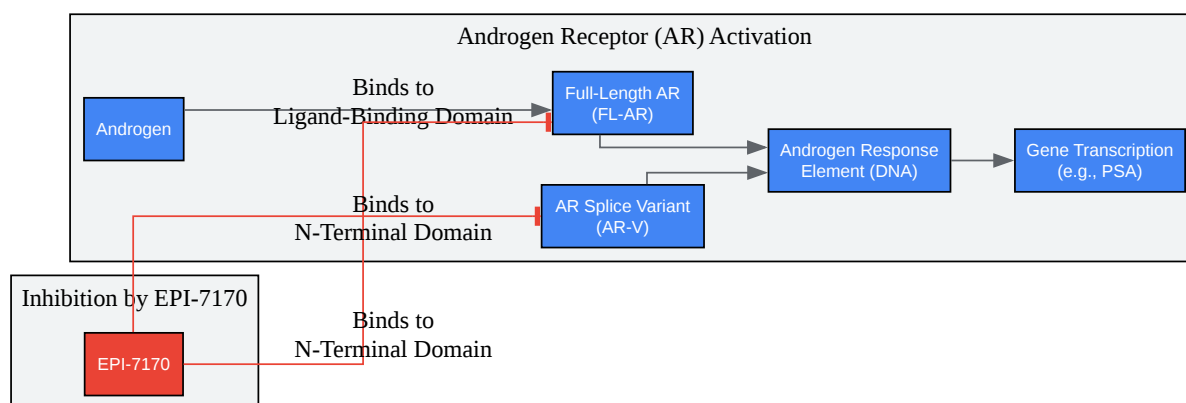 Androgen Receptor (AR) Activation
Binds to
Ligand-Binding Domain
Androgen
Full-Length AR
(FL-AR)
Androgen Response
Element (DNA)
Gene Transcription
(e.g., PSA)
Binds to
N-Terminal Domain
AR Splice Variant
(AR-V)
Inhibition by EPI-7170
Binds to
N-Terminal Domain
EPI-7170